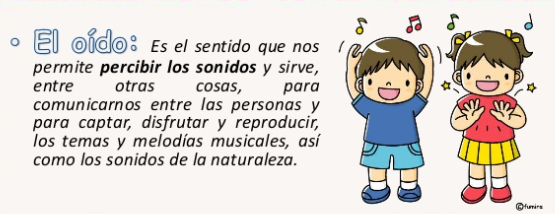 El oído: Es el sentido que nos
permite percibir los sonidos y sirve,
entre otras cosas, para
comunicarnos entre las personas y
para captar, disfrutar y reproducir,
los temas y melodías musicales, así
como los sonidos de la naturaleza.
©fumira